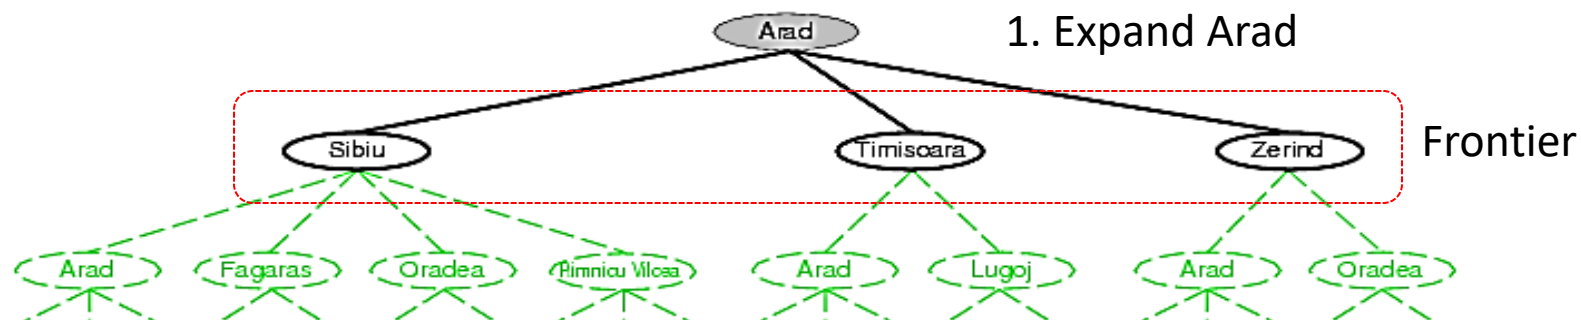 Arad
1. Expand Arad
Sibiu
Timisoara
Zerind
Frontier
Arad
Fagaras
Oradea
Rimnicu Vilcea
Arad
Lugoj
Arad
Oradea